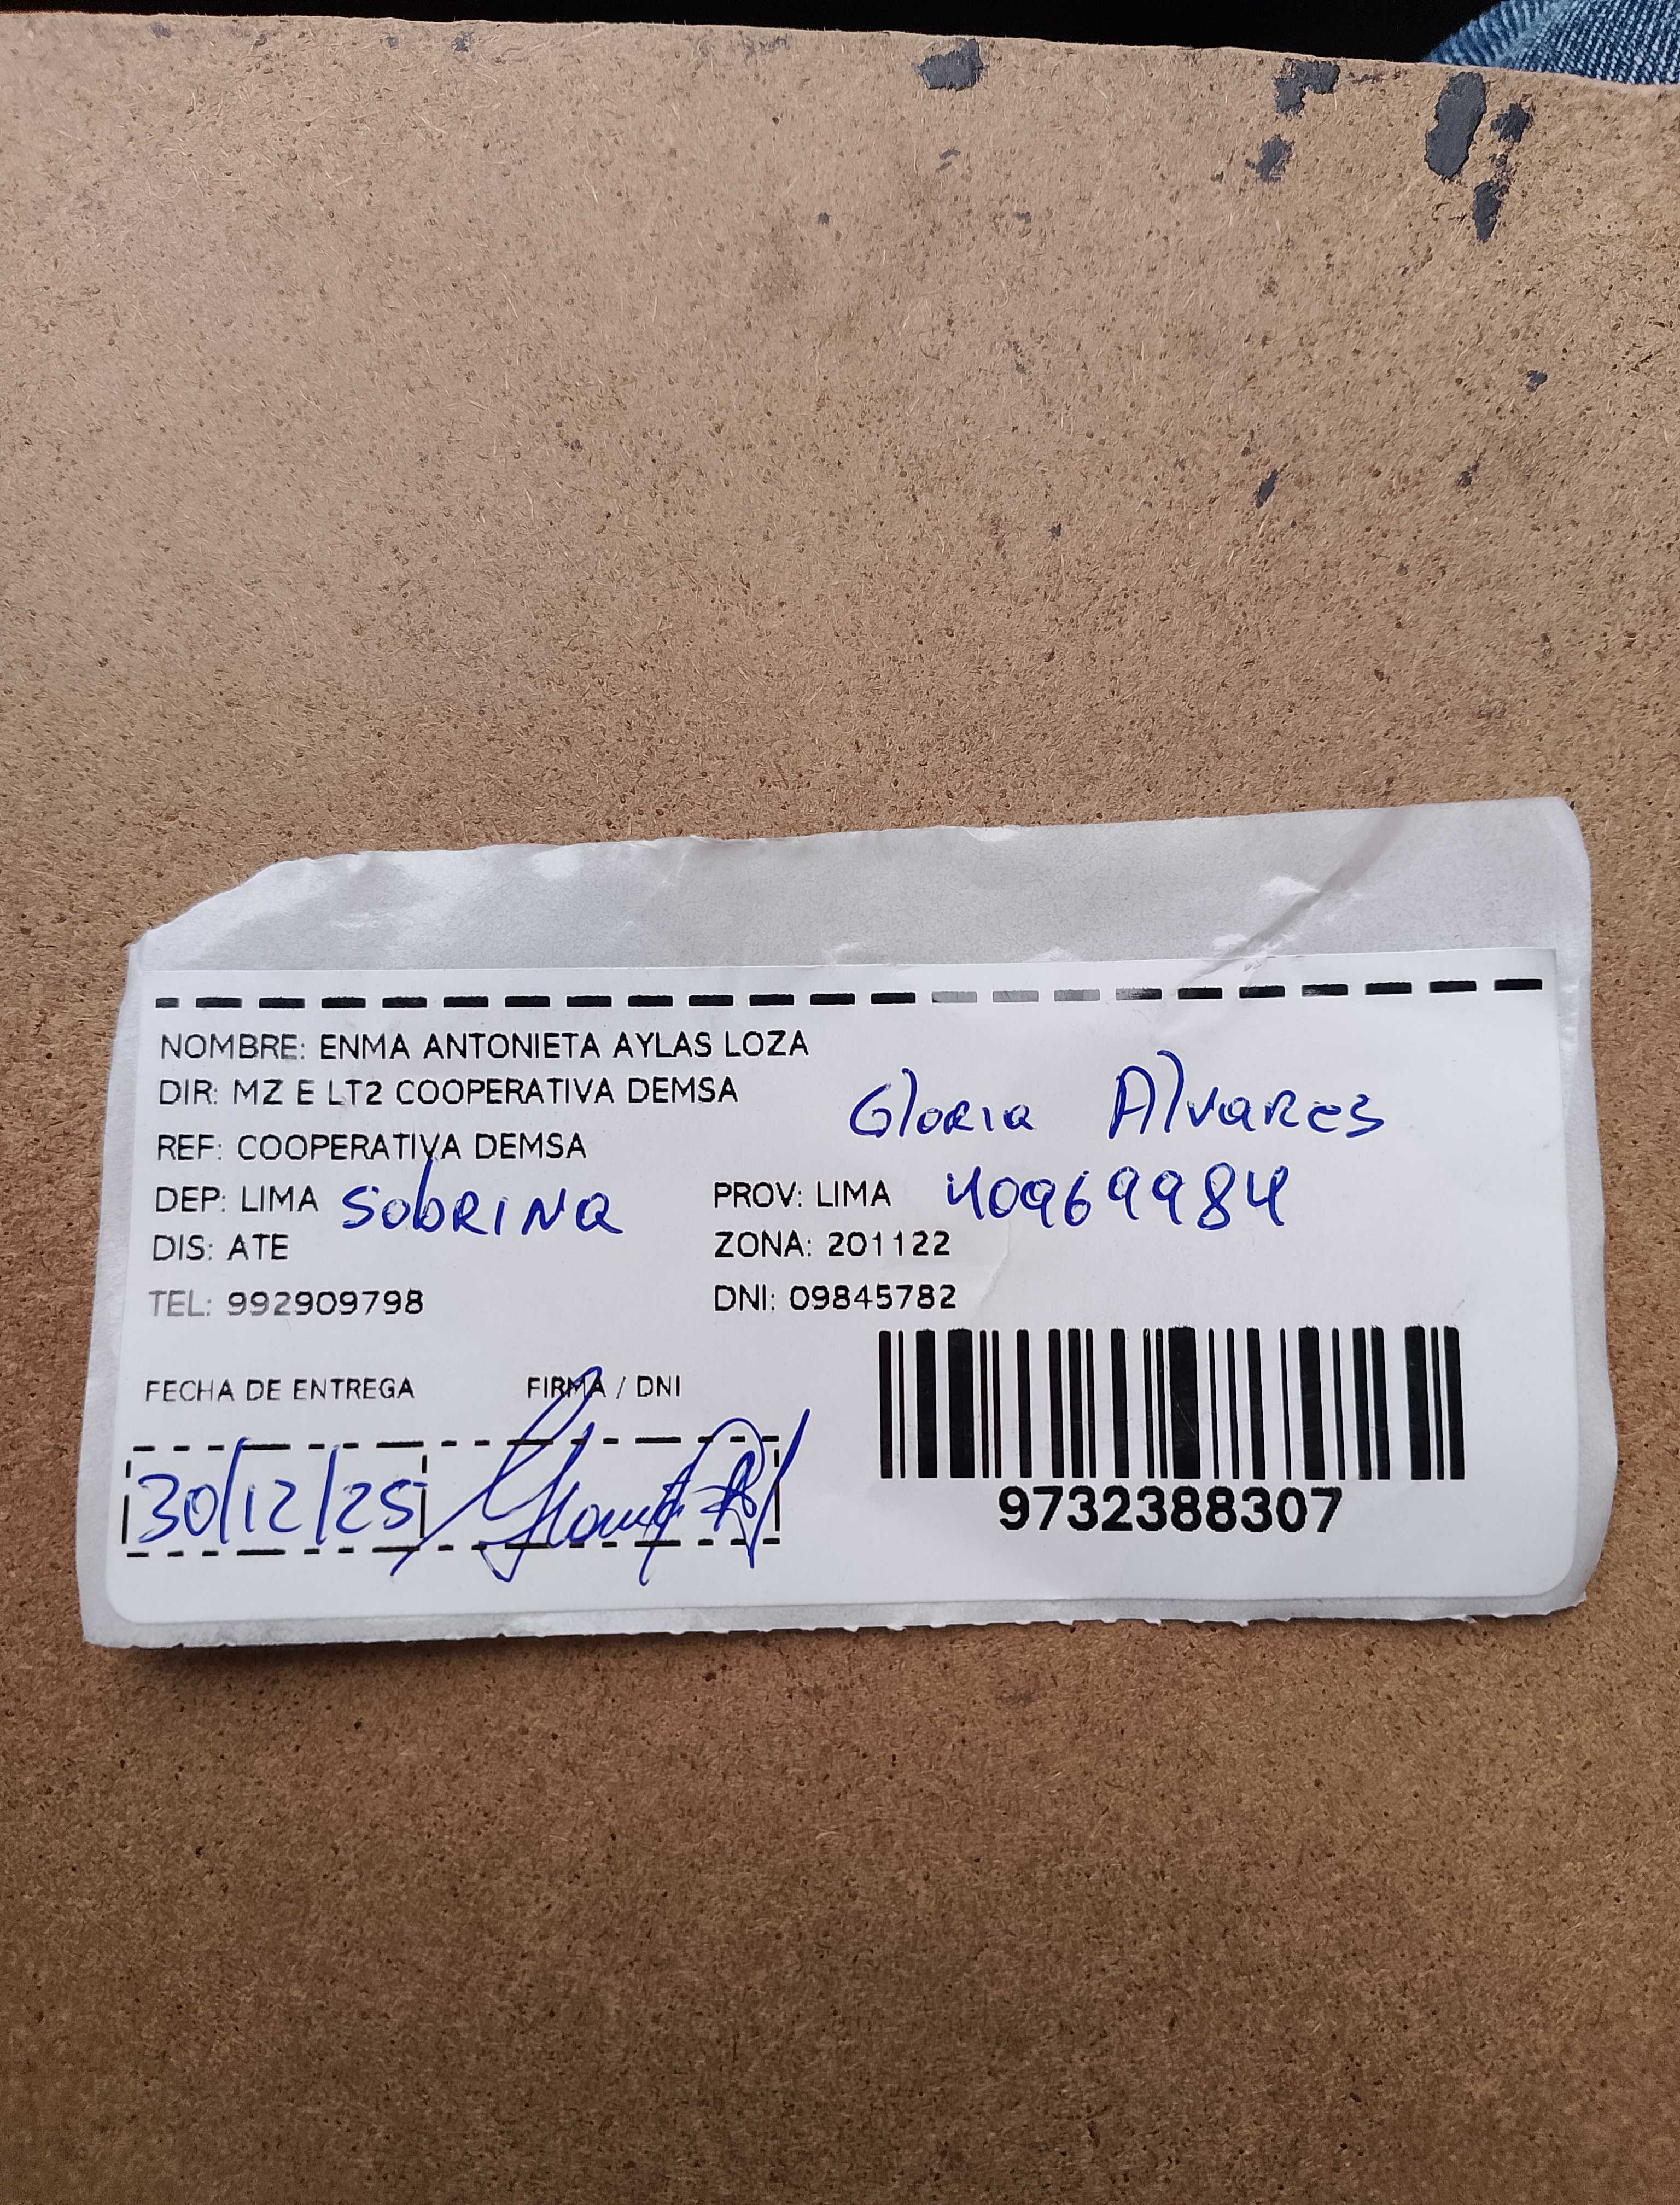 NOMBRE: ENMA ANTONIETA AYLAS LOZA
DIR: MZ E LT2 COOPERATIVA DEMSA
Gloria Alvares
REF: COOPERATIVA DEMSA
DEP: LIMA SobRINa PROV: LIMA 40969984
DIS: ATE ZONA: 201122
TEL: 992909798 DNI: 09845782
FECHA DE ENTREGA FIRMA / DNI
30/12/25
9732388307